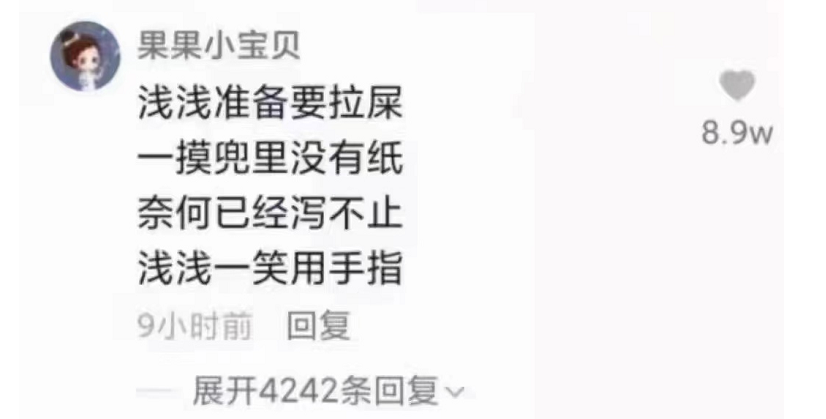 果果小宝贝
浅浅准备要拉屎
8.9w
一摸兜里没有纸
奈何已经泻不止
浅浅一笑用手指
9小时前 回复
展开4242条回复